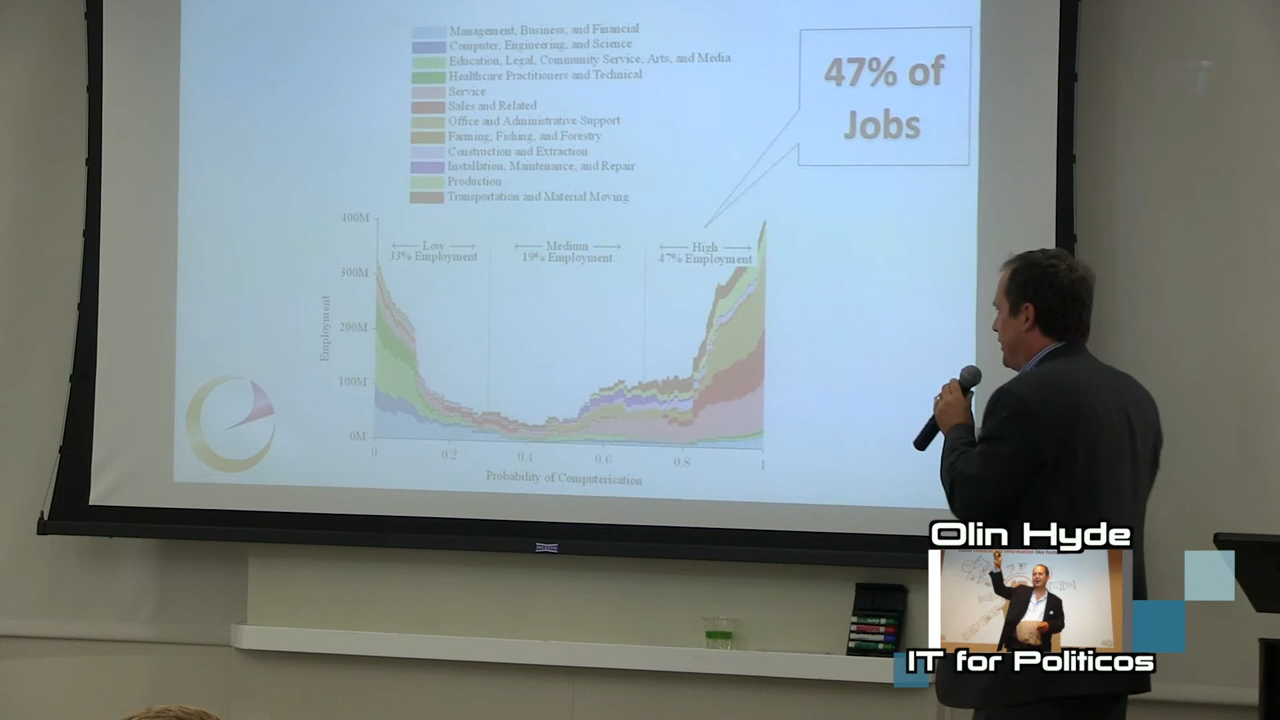 Management, Business, and Financial
Computer, Engineering, and Science
Education, Legal, Community Service, Arts, and Media
Healthcare Practitioners and Technical
Service
Sales and Related
Office and Administrative Support
Farming, Fishing, and Forestry
Construction and Extraction
Installation, Maintenance, and Repair
Production
Transportation and Material Moving
47% of
Jobs
400M
300M
200M
100M
0M
Employment
Low
33% Employment
Medium
19% Employment
High
47% Employment
0 0.2 0.4 0.6 0.8 1
Probability of Computerisation
Olin Hyde
IT for Politicos